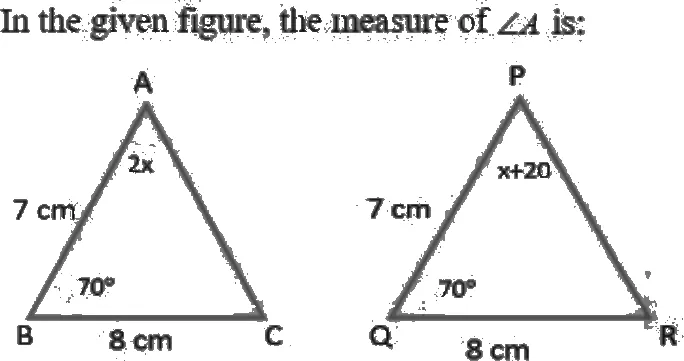 In the given figure, the measure of ∠A is:
A
P
2x
x+20
7 cm
7 cm
70°
70°
B
8 cm
C
Q
8 cm
R